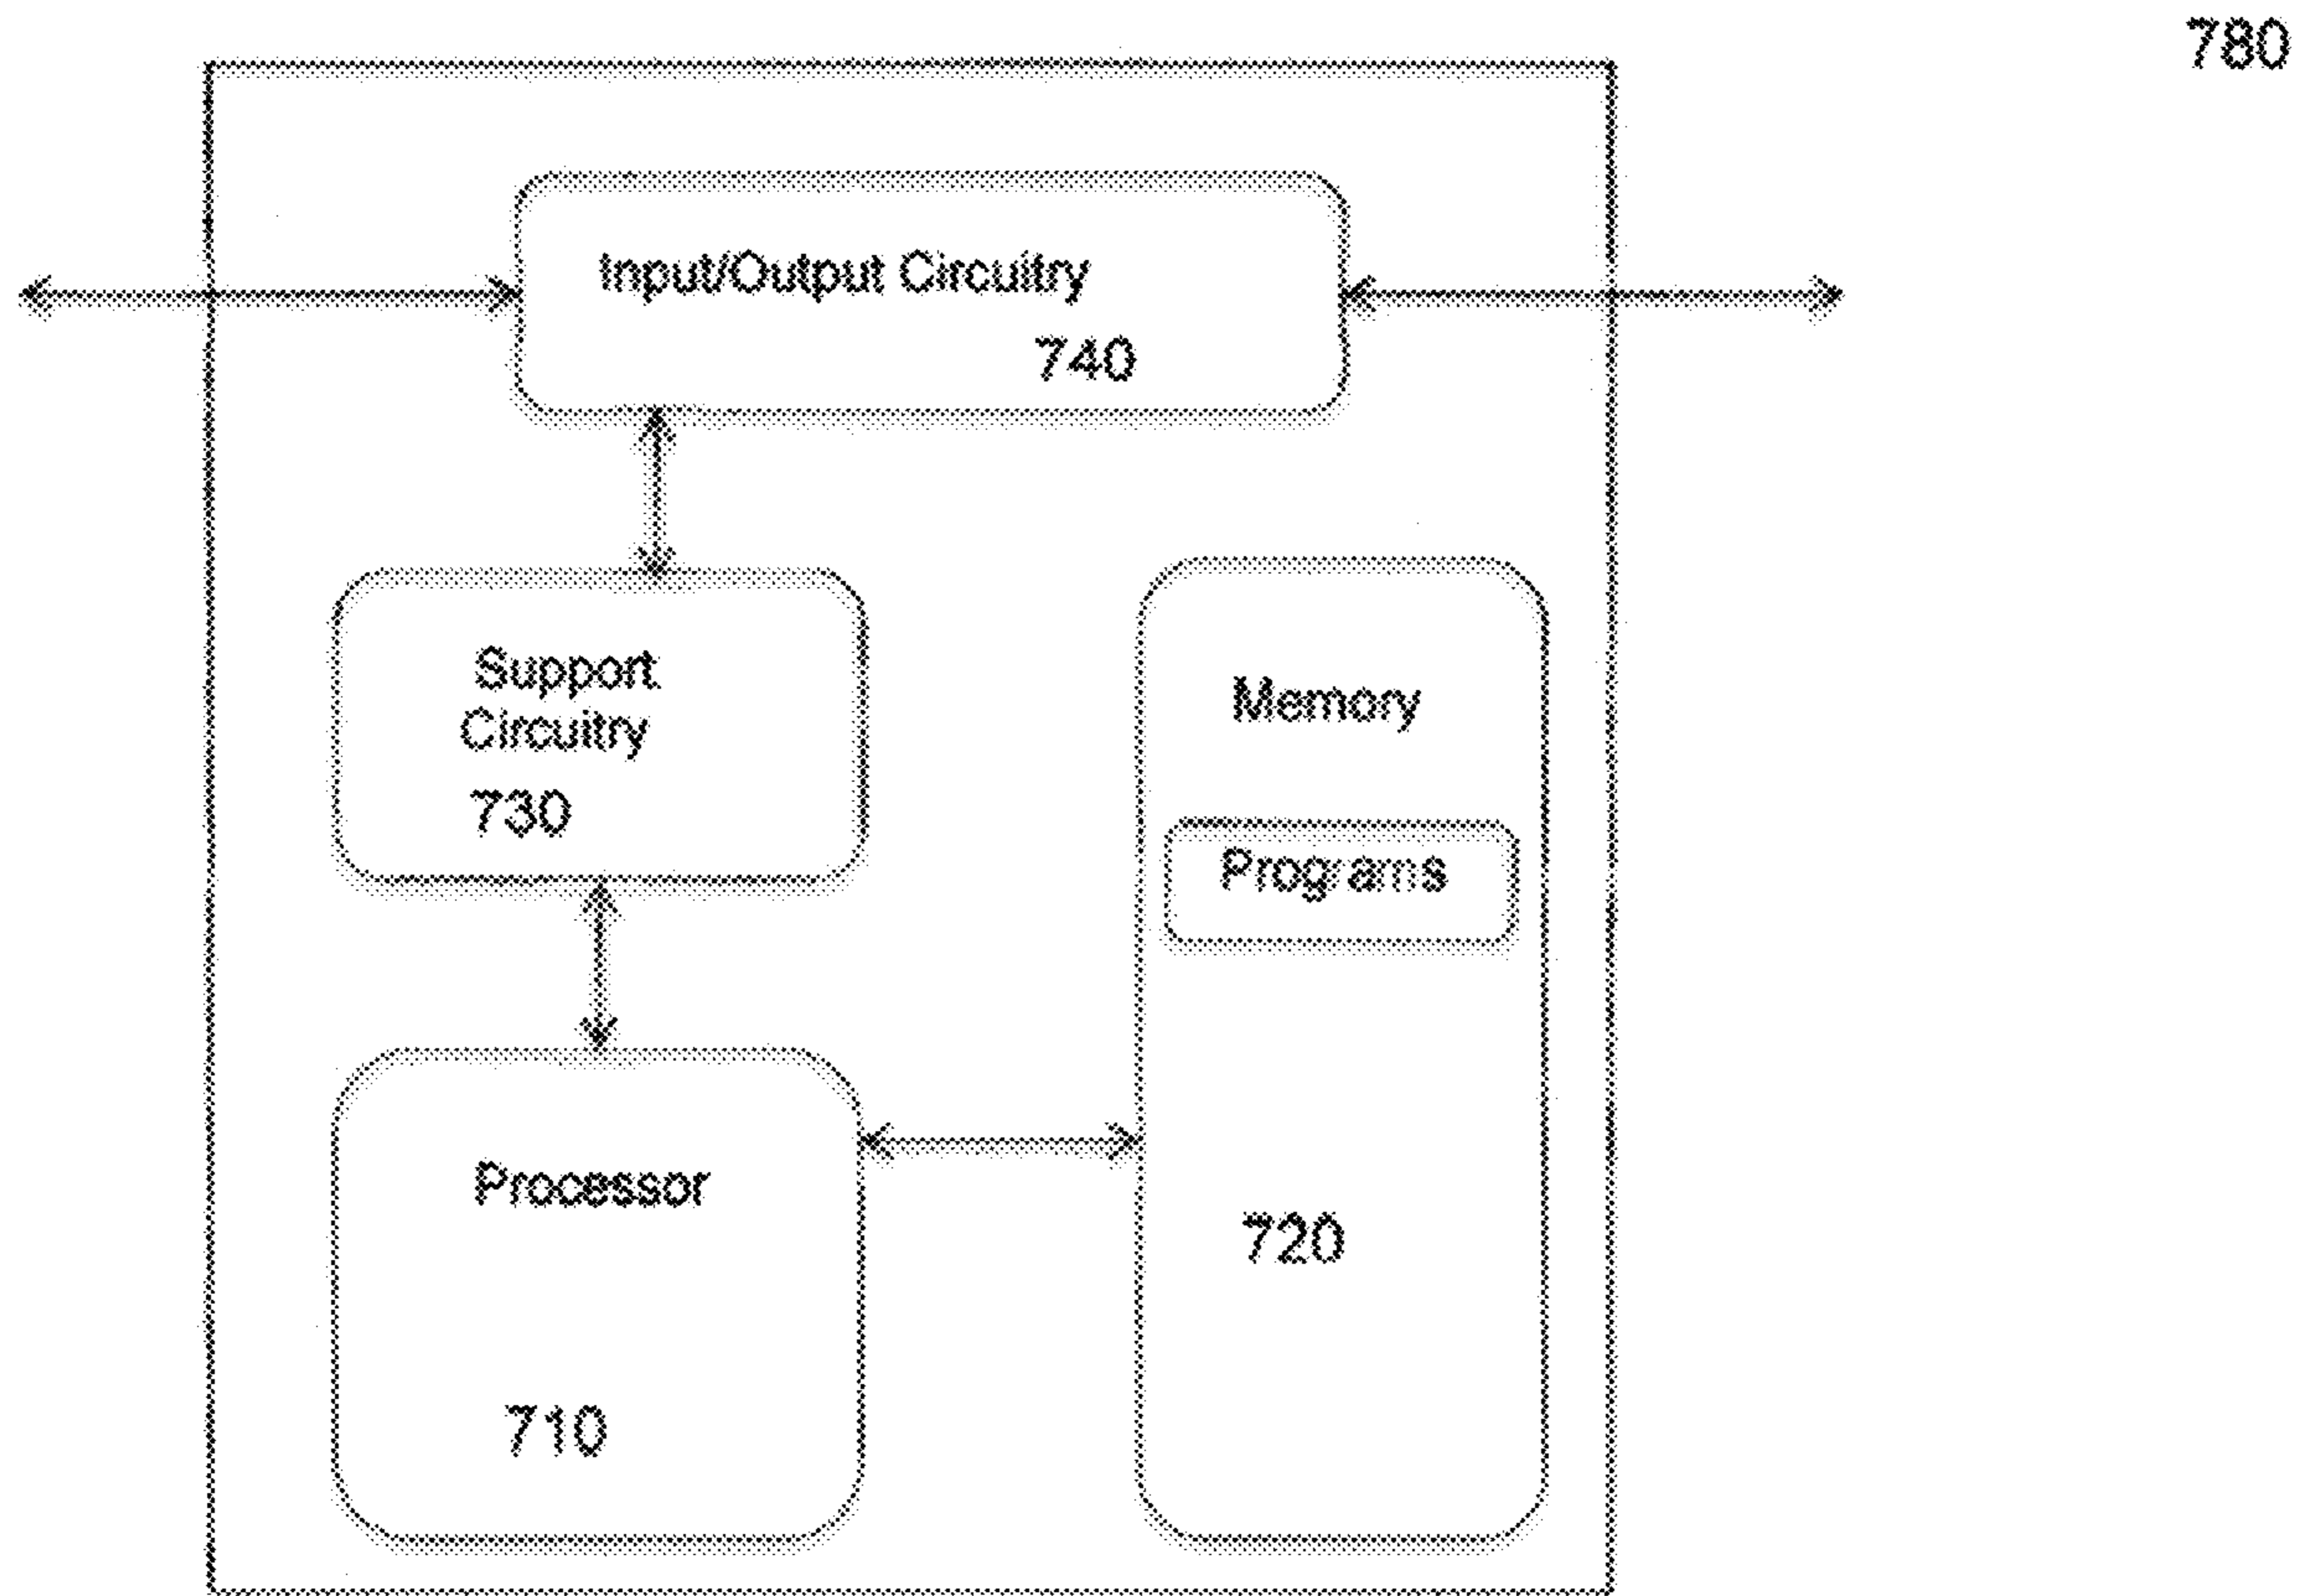 780
Input/Output Circuitry
740
Support
Circuitry
730
Memory
Programs
Processor
720
710